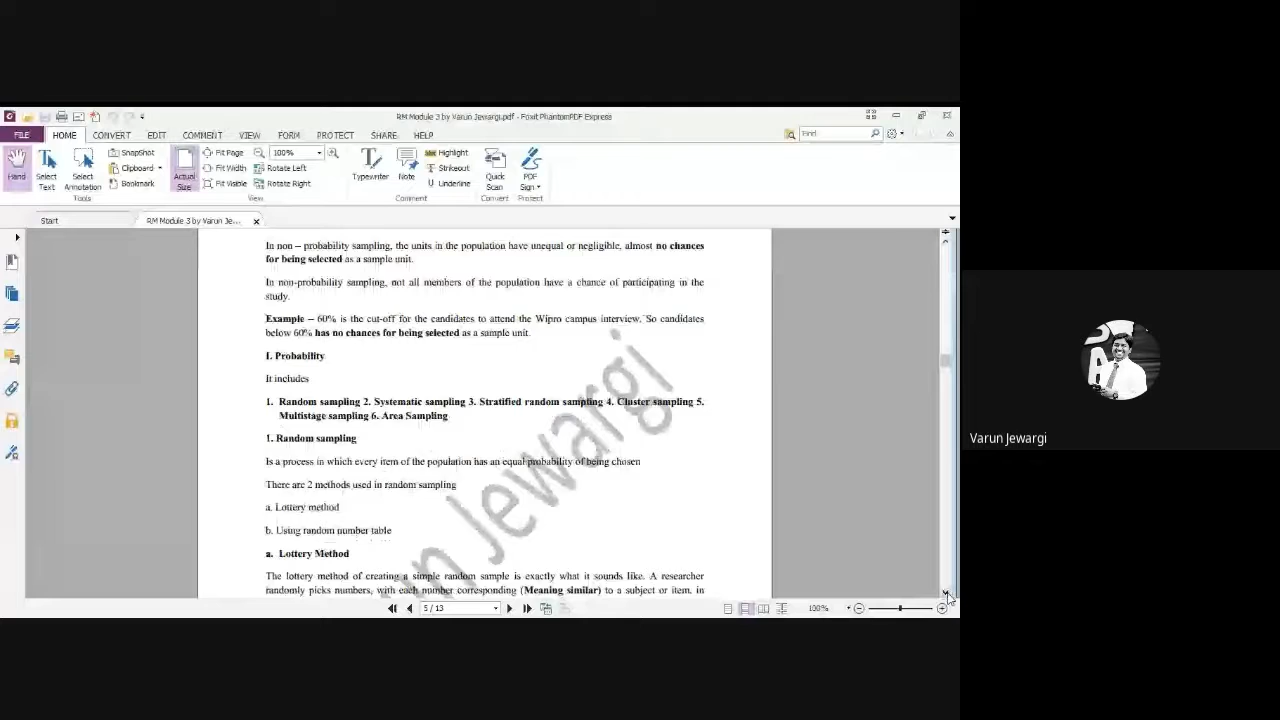 RM Module 3 by Varun Jewargi.pdf - Foxit PhantomPDF Express
FILE HOME CONVERT EDIT COMMENT VIEW FORM PROTECT SHARE HELP
Find
Hand
Select Text
Select Annotation
SnapShot
Clipboard
Bookmark
Tools
Actual Size
Fit Page
Fit Width
Fit Visible
100%
Rotate Left
Rotate Right
View
Typewriter
Note
Highlight
Strikeout
Underline
Comment
Quick Scan
Convert
PDF Sign
Protect
Start
RM Module 3 by Varun Je...
In non – probability sampling, the units in the population have unequal or negligible, almost no chances
for being selected as a sample unit.
In non-probability sampling, not all members of the population have a chance of participating in the
study.
Example – 60% is the cut-off for the candidates to attend the Wipro campus interview. So candidates
below 60% has no chances for being selected as a sample unit.
I. Probability
It includes
1. Random sampling 2. Systematic sampling 3. Stratified random sampling 4. Cluster sampling 5.
Multistage sampling 6. Area Sampling
1. Random sampling
Is a process in which every item of the population has an equal probability of being chosen
There are 2 methods used in random sampling
a. Lottery method
b. Using random number table
a. Lottery Method
The lottery method of creating a simple random sample is exactly what it sounds like. A researcher
randomly picks numbers, with each number corresponding (Meaning similar) to a subject or item, in
un Jewargi
5 / 13
100%
Varun Jewargi